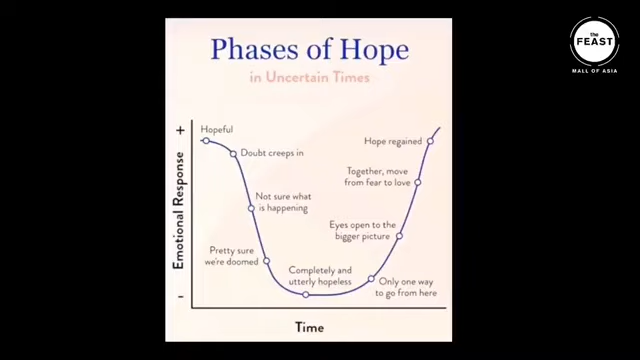 Phases of Hope
in Uncertain Times
the
FEAST
MALL OF ASIA
+
Emotional Response
-
Hopeful
Doubt creeps in
Not sure what
is happening
Pretty sure
we're doomed
Completely and
utterly hopeless
Only one way
to go from here
Eyes open to the
bigger picture
Together, move
from fear to love
Hope regained
Time